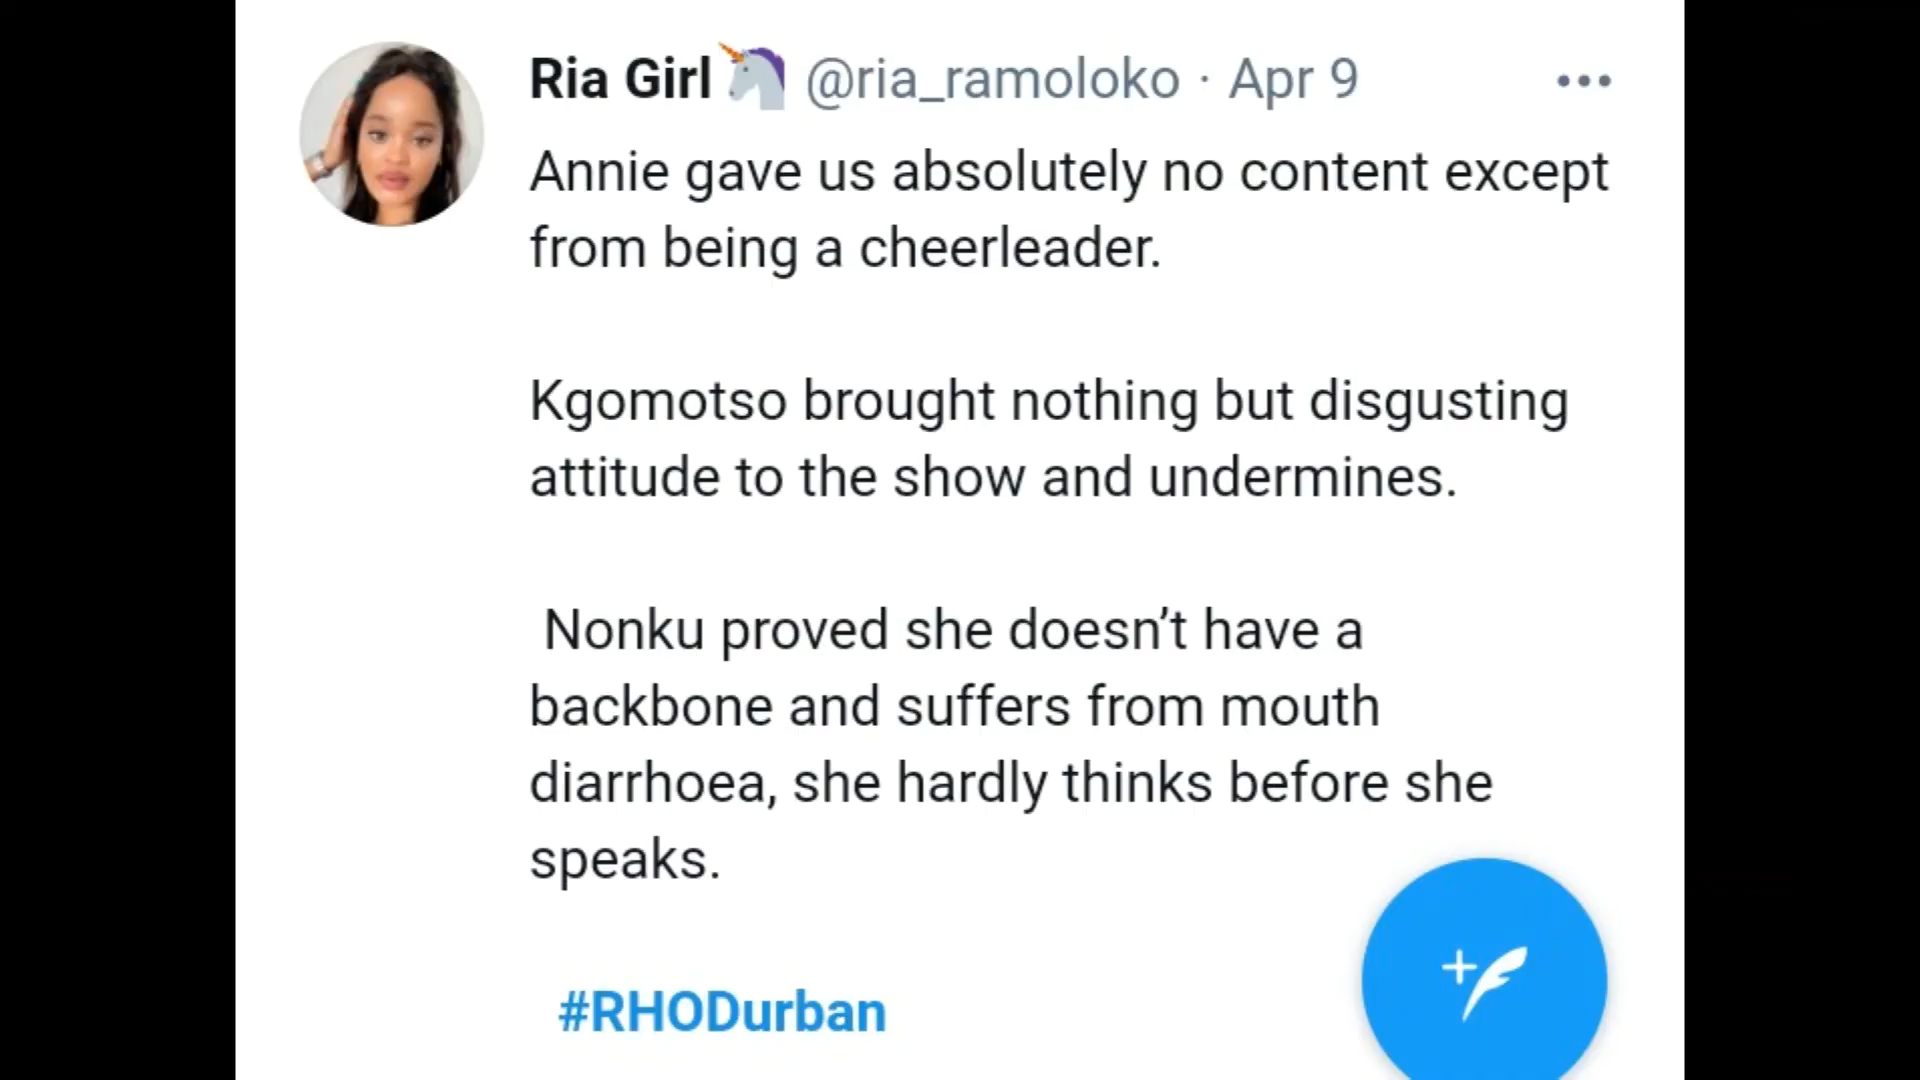 Ria Girl🦄 @ria_ramoloko · Apr 9
Annie gave us absolutely no content except
from being a cheerleader.
Kgomotso brought nothing but disgusting
attitude to the show and undermines.
Nonku proved she doesn’t have a
backbone and suffers from mouth
diarrhoea, she hardly thinks before she
speaks.
#RHODurban